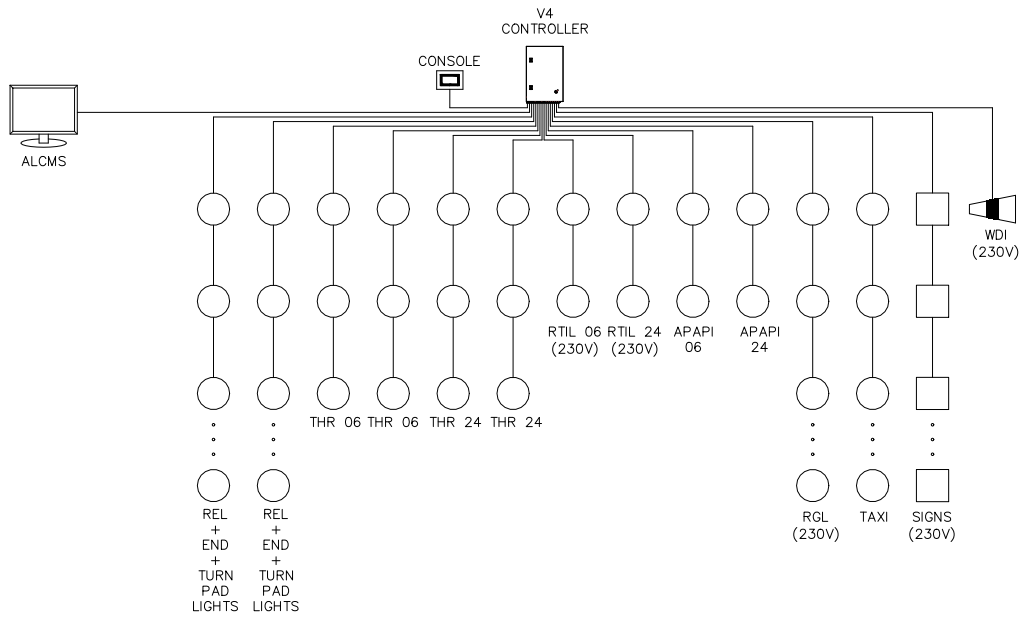 V4
CONTROLLER
CONSOLE
ALCMS
WDI
(230V)
RTIL 06
(230V)
RTIL 24
(230V)
APAPI
06
APAPI
24
THR 06
THR 06
THR 24
THR 24
REL
+
END
+
TURN
PAD
LIGHTS
REL
+
END
+
TURN
PAD
LIGHTS
RGL
(230V)
TAXI
SIGNS
(230V)